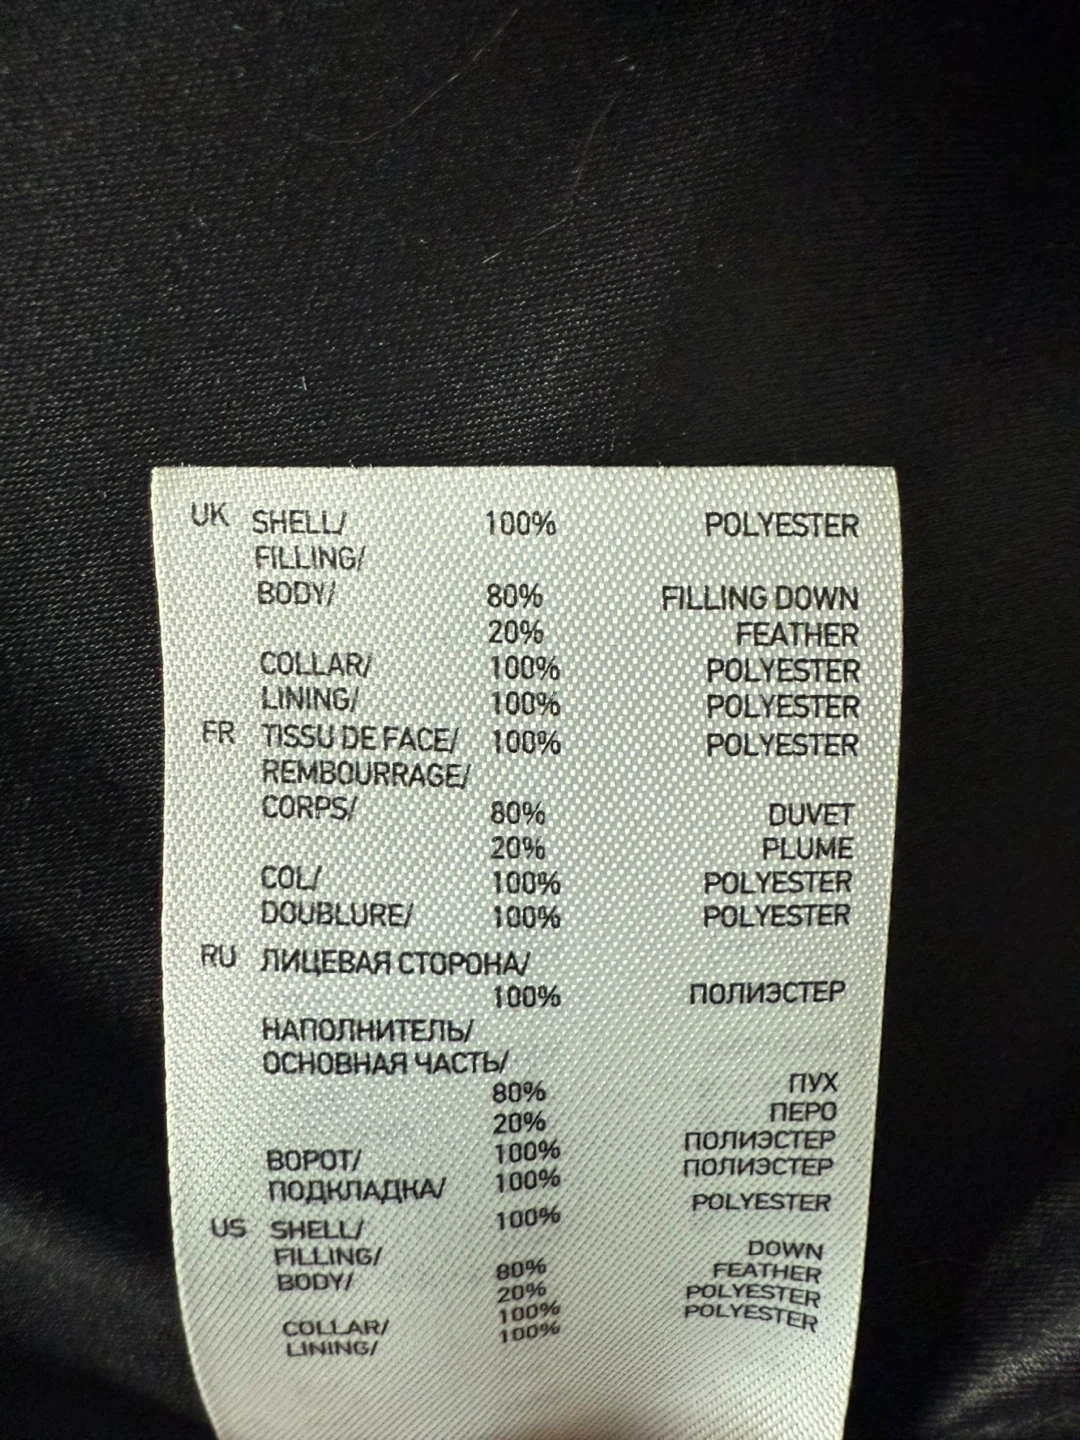 UK SHELL/ 100% POLYESTER
FILLING/
BODY/ 80% FILLING DOWN
20% FEATHER
COLLAR/ 100% POLYESTER
LINING/ 100% POLYESTER
FR TISSU DE FACE/ 100% POLYESTER
REMBOURRAGE/
CORPS/ 80% DUVET
20% PLUME
COL/ 100% POLYESTER
DOUBLURE/ 100% POLYESTER
RU ЛИЦЕВАЯ СТОРОНА/
100% ПОЛИЭСТЕР
НАПОЛНИТЕЛЬ/
ОСНОВНАЯ ЧАСТЬ/
80% ПУХ
20% ПЕРО
ВОРОТ/ 100% ПОЛИЭСТЕР
ПОДКЛАДКА/ 100% ПОЛИЭСТЕР
US SHELL/ 100% POLYESTER
FILLING/
BODY/ 80% DOWN
20% FEATHER
COLLAR/ 100% POLYESTER
LINING/ 100% POLYESTER